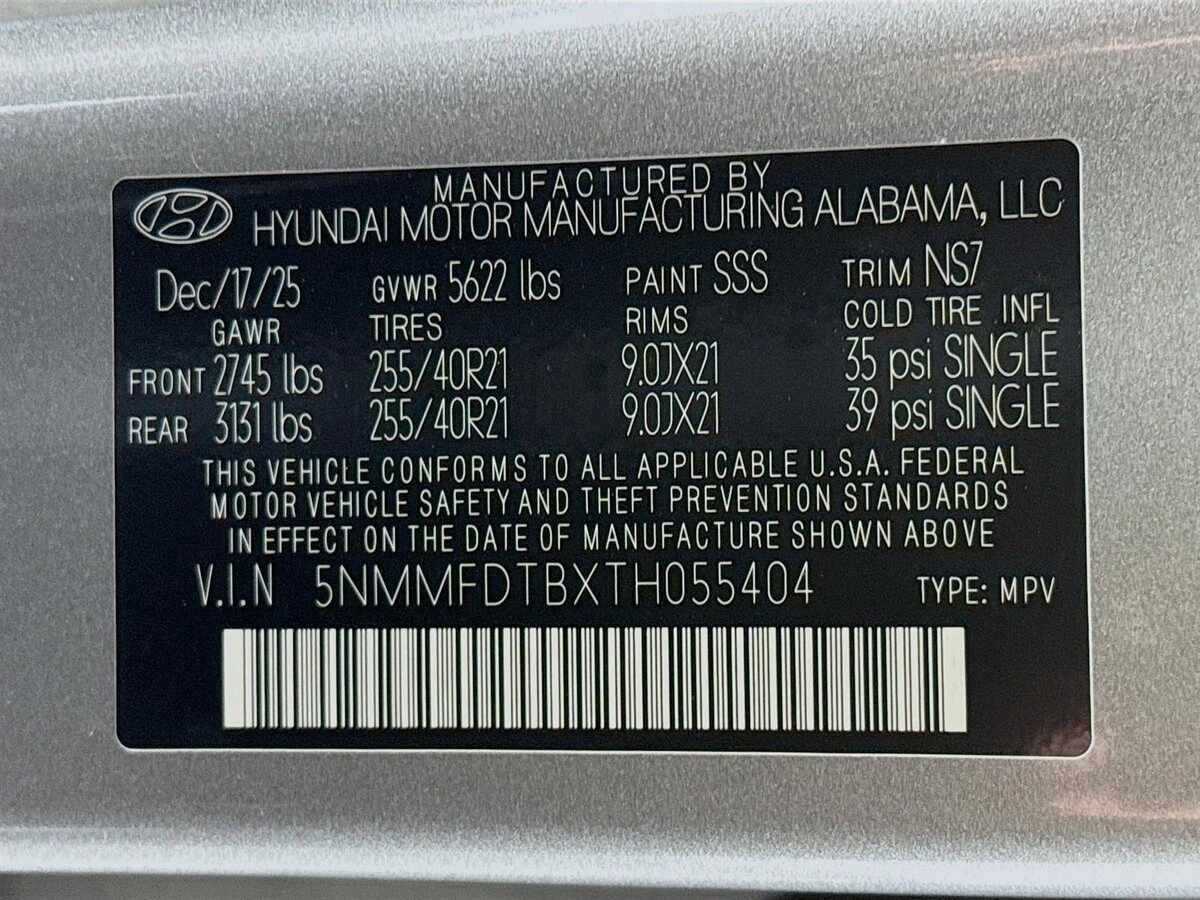 MANUFACTURED BY
HYUNDAI MOTOR MANUFACTURING ALABAMA, LLC
Dec/17/25 GVWR 5622 lbs PAINT SSS TRIM NS7
GAWR TIRES RIMS COLD TIRE INFL
FRONT 2745 lbs 255/40R21 9.0JX21 35 psi SINGLE
REAR 3131 lbs 255/40R21 9.0JX21 39 psi SINGLE
THIS VEHICLE CONFORMS TO ALL APPLICABLE U.S.A. FEDERAL
MOTOR VEHICLE SAFETY AND THEFT PREVENTION STANDARDS
IN EFFECT ON THE DATE OF MANUFACTURE SHOWN ABOVE
V.I.N 5NMMFDTBXTH055404 TYPE: MPV